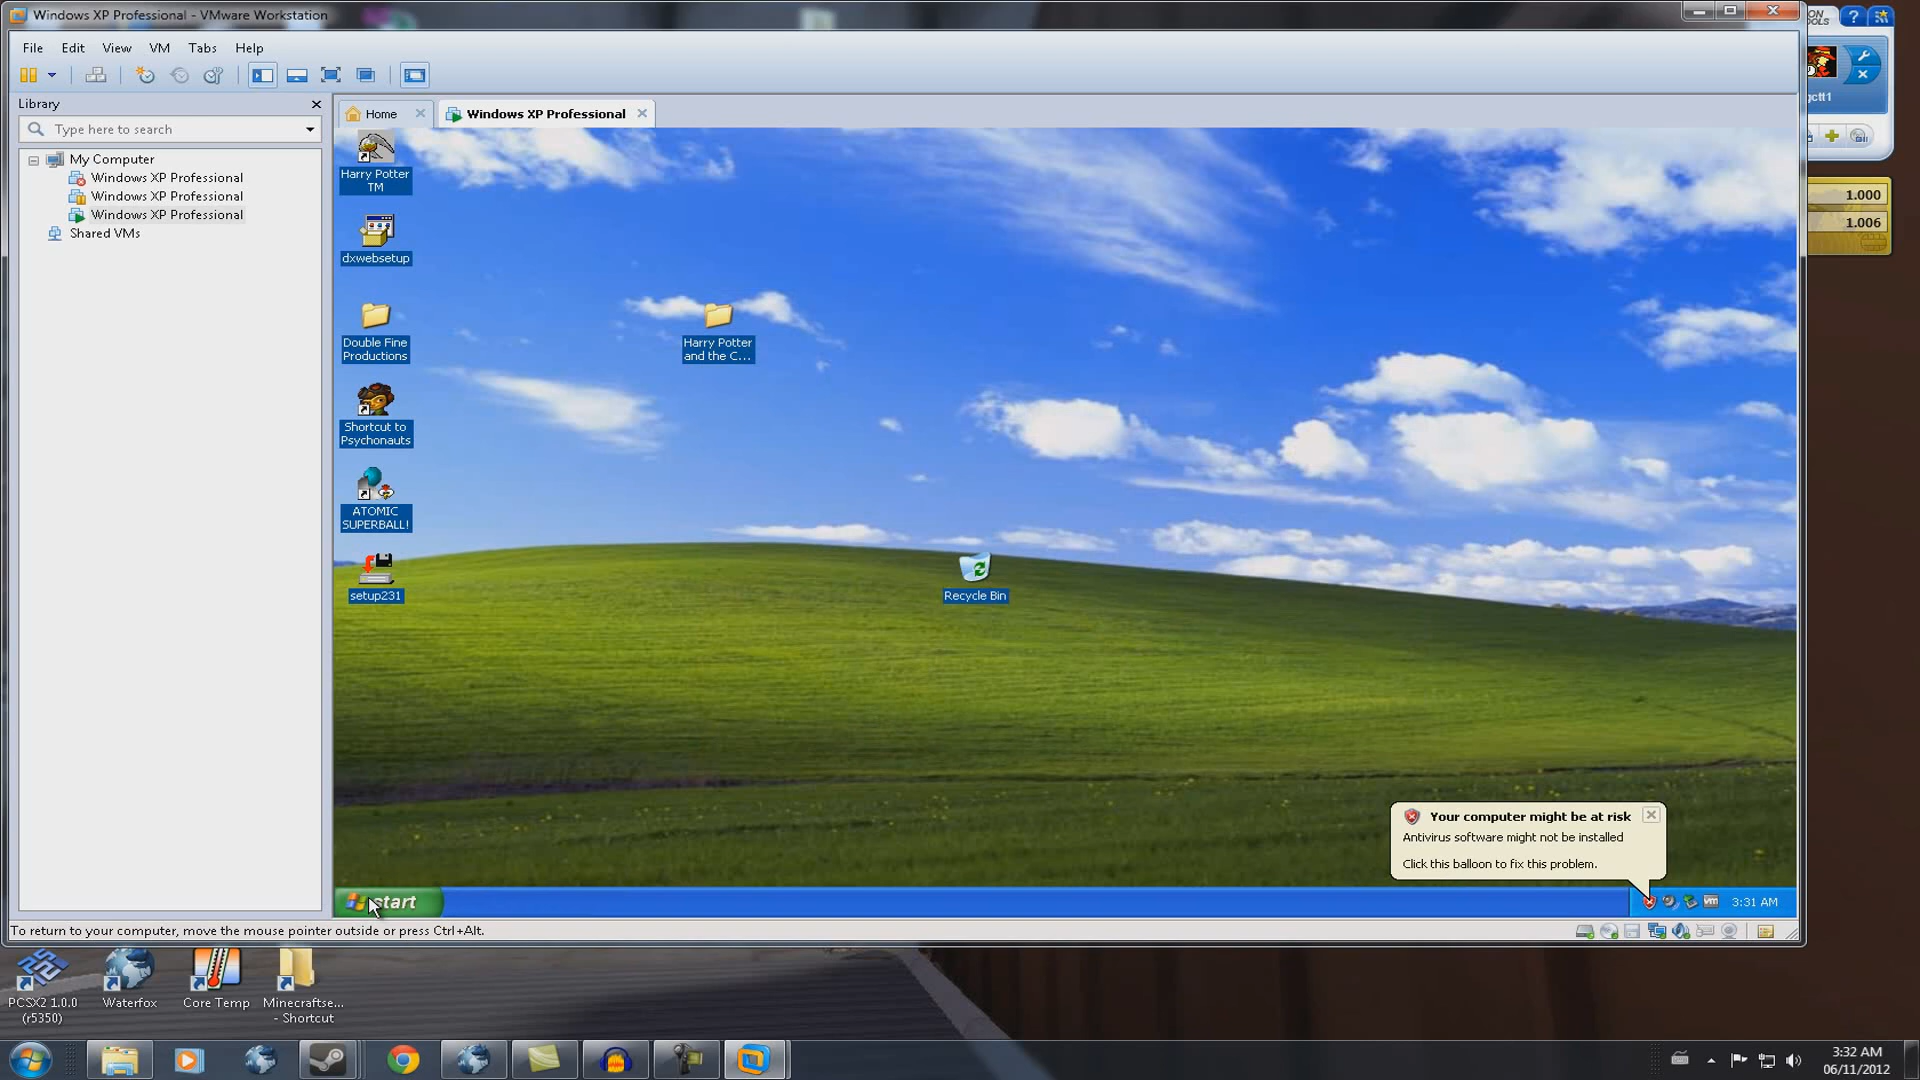 Windows XP Professional - VMware Workstation
File Edit View VM Tabs Help
Library
Type here to search
My Computer
Windows XP Professional
Windows XP Professional
Windows XP Professional
Shared VMs
Home
Windows XP Professional
Harry Potter
TM
dxwebsetup
Double Fine
Productions
Harry Potter
and the C...
Shortcut to
Psychonauts
ATOMIC
SUPERBALL!
setup231
Recycle Bin
Your computer might be at risk
Antivirus software might not be installed
Click this balloon to fix this problem.
start
3:31 AM
To return to your computer, move the mouse pointer outside or press Ctrl+Alt.
gctt1
1.000
1.006
PCSX2 1.0.0
(r5350)
Waterfox
Core Temp
Minecraftse...
- Shortcut
3:32 AM
06/11/2012